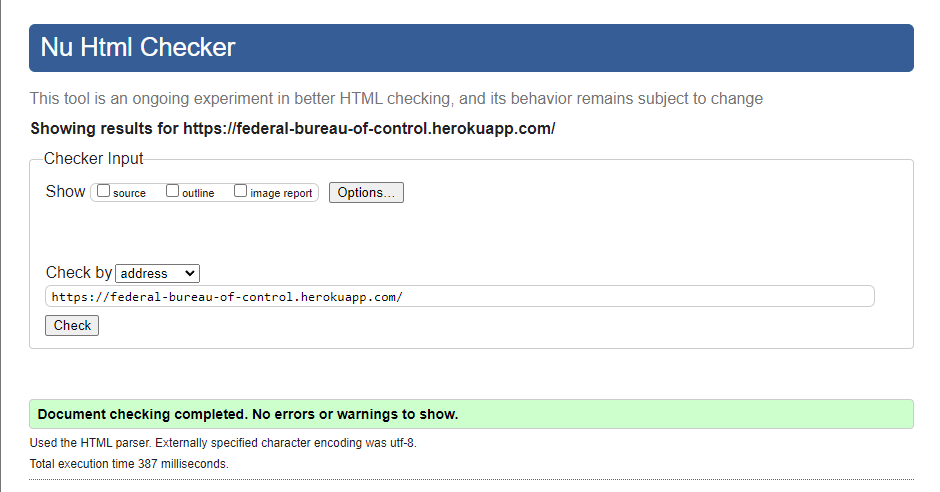 Nu Html Checker
This tool is an ongoing experiment in better HTML checking, and its behavior remains subject to change
Showing results for https://federal-bureau-of-control.herokuapp.com/
Checker Input
Show source outline image report Options...
Check by address
https://federal-bureau-of-control.herokuapp.com/
Check
Document checking completed. No errors or warnings to show.
Used the HTML parser. Externally specified character encoding was utf-8.
Total execution time 387 milliseconds.